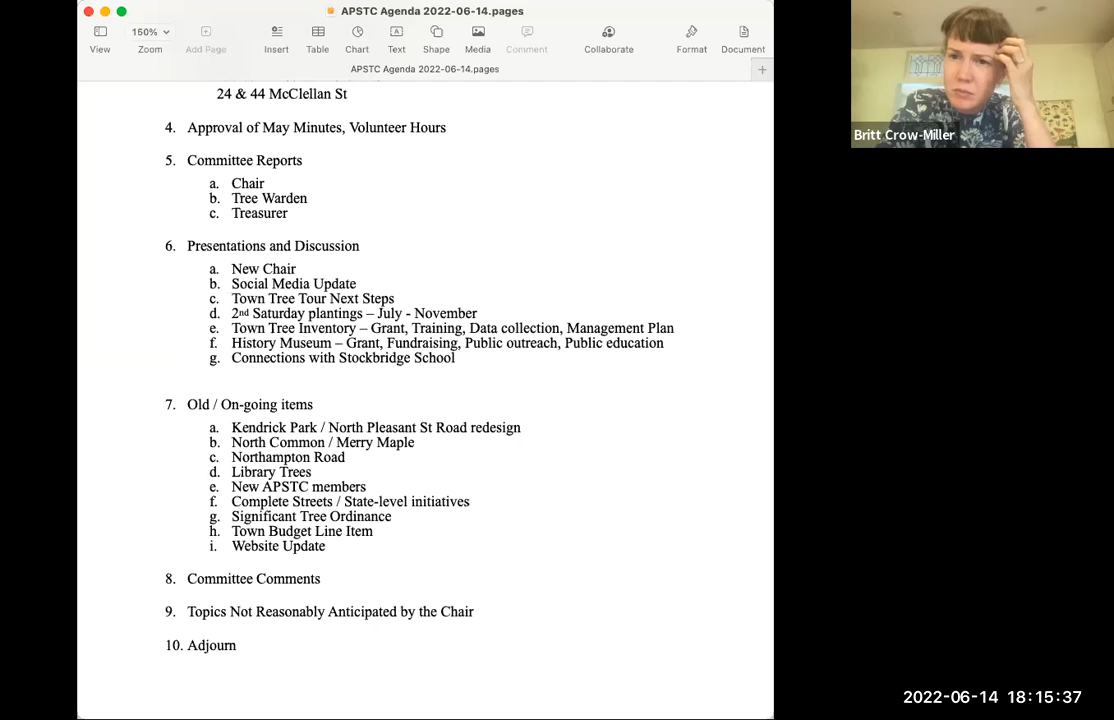 APSTC Agenda 2022-06-14.pages
150%
View
Zoom
Add Page
Insert
Table
Chart
Text
Shape
Media
Comment
Collaborate
Format
Document
APSTC Agenda 2022-06-14.pages
24 & 44 McClellan St
4. Approval of May Minutes, Volunteer Hours
5. Committee Reports
a. Chair
b. Tree Warden
c. Treasurer
6. Presentations and Discussion
a. New Chair
b. Social Media Update
c. Town Tree Tour Next Steps
d. 2nd Saturday plantings – July - November
e. Town Tree Inventory – Grant, Training, Data collection, Management Plan
f. History Museum – Grant, Fundraising, Public outreach, Public education
g. Connections with Stockbridge School
7. Old / On-going items
a. Kendrick Park / North Pleasant St Road redesign
b. North Common / Merry Maple
c. Northampton Road
d. Library Trees
e. New APSTC members
f. Complete Streets / State-level initiatives
g. Significant Tree Ordinance
h. Town Budget Line Item
i. Website Update
8. Committee Comments
9. Topics Not Reasonably Anticipated by the Chair
10. Adjourn
Britt Crow-Miller
2022-06-14 18:15:37